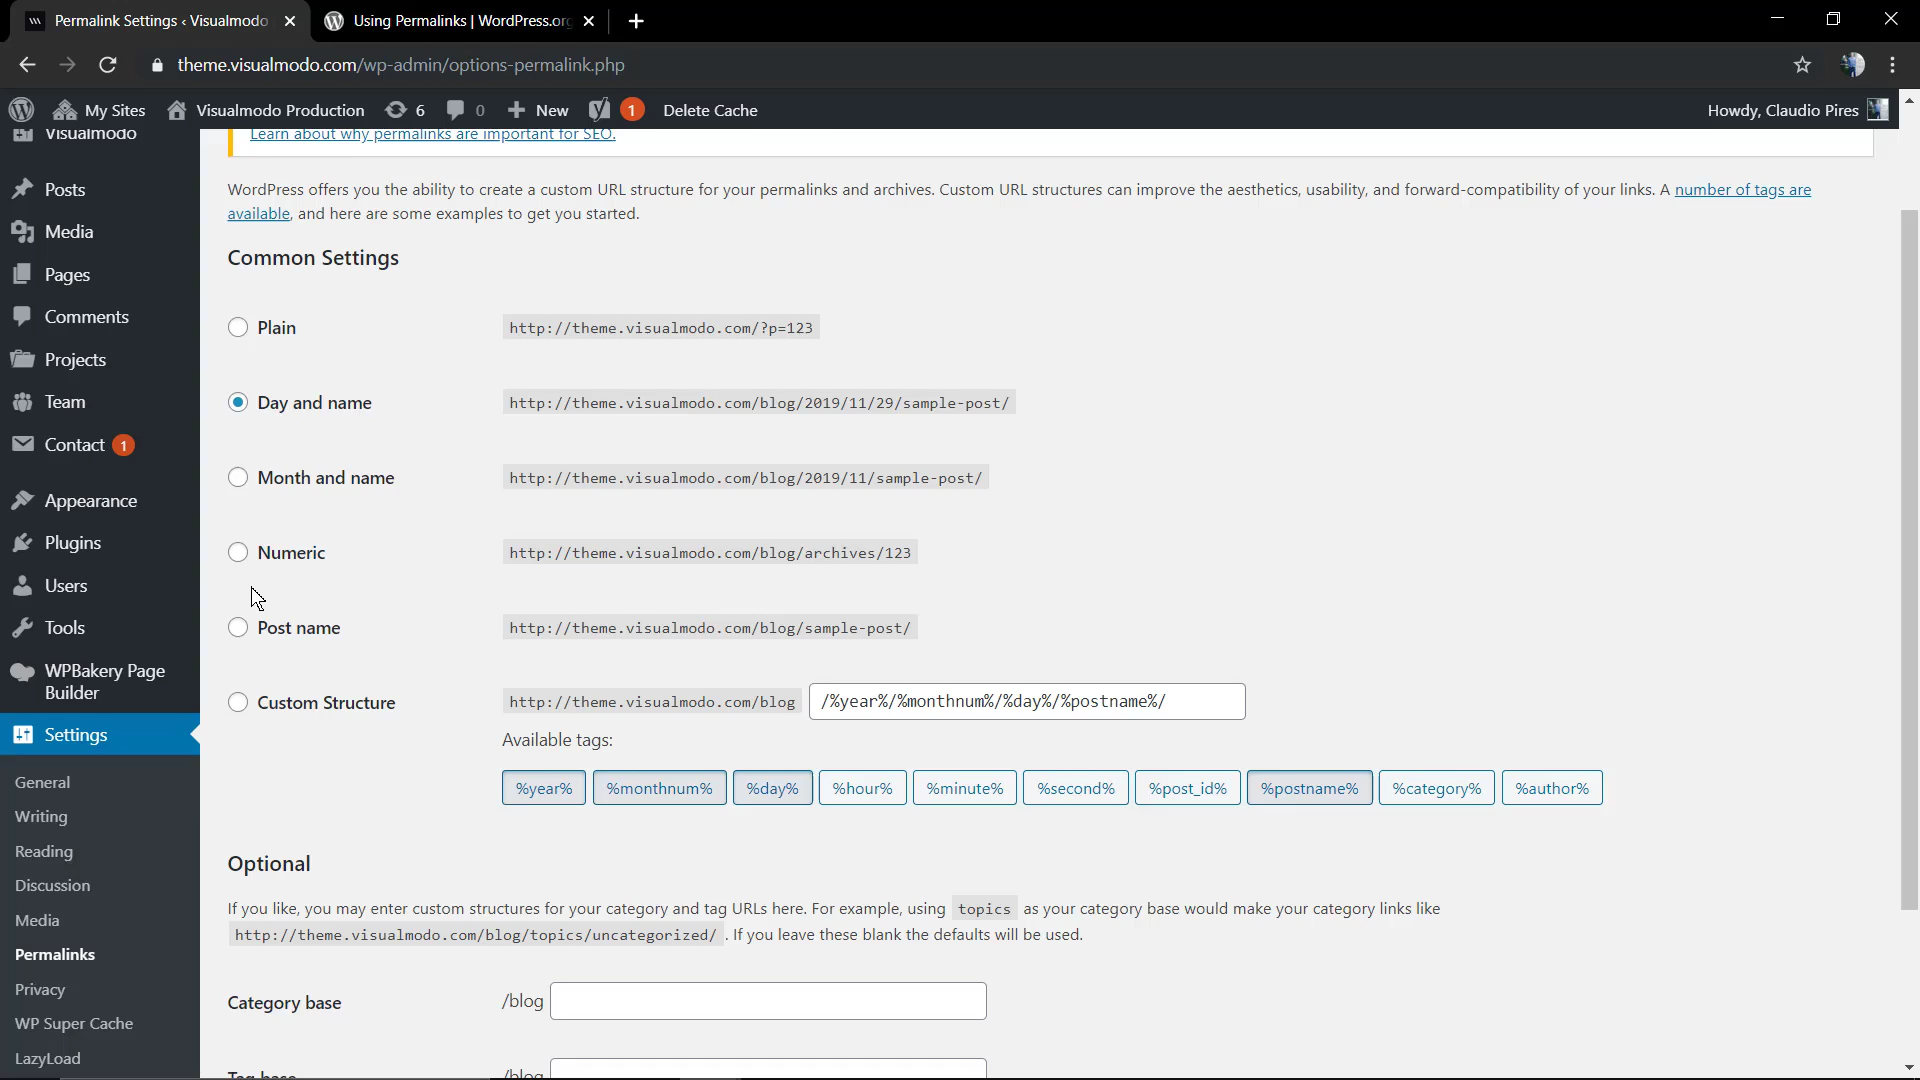 Permalink Settings ‹ Visualmodo
Using Permalinks | WordPress.org
theme.visualmodo.com/wp-admin/options-permalink.php
My Sites
Visualmodo Production
6
0
New
1
Delete Cache
Howdy, Claudio Pires
Visualmodo
Posts
Media
Pages
Comments
Projects
Team
Contact 1
Appearance
Plugins
Users
Tools
WPBakery Page
Builder
Settings
General
Writing
Reading
Discussion
Media
Permalinks
Privacy
WP Super Cache
LazyLoad
Learn about why permalinks are important for SEO.
WordPress offers you the ability to create a custom URL structure for your permalinks and archives. Custom URL structures can improve the aesthetics, usability, and forward-compatibility of your links. A number of tags are
available, and here are some examples to get you started.
Common Settings
Plain http://theme.visualmodo.com/?p=123
Day and name http://theme.visualmodo.com/blog/2019/11/29/sample-post/
Month and name http://theme.visualmodo.com/blog/2019/11/sample-post/
Numeric http://theme.visualmodo.com/blog/archives/123
Post name http://theme.visualmodo.com/blog/sample-post/
Custom Structure http://theme.visualmodo.com/blog /%year%/%monthnum%/%day%/%postname%/
Available tags:
%year% %monthnum% %day% %hour% %minute% %second% %post_id% %postname% %category% %author%
Optional
If you like, you may enter custom structures for your category and tag URLs here. For example, using topics as your category base would make your category links like
http://theme.visualmodo.com/blog/topics/uncategorized/ . If you leave these blank the defaults will be used.
Category base /blog
Tag base /blog